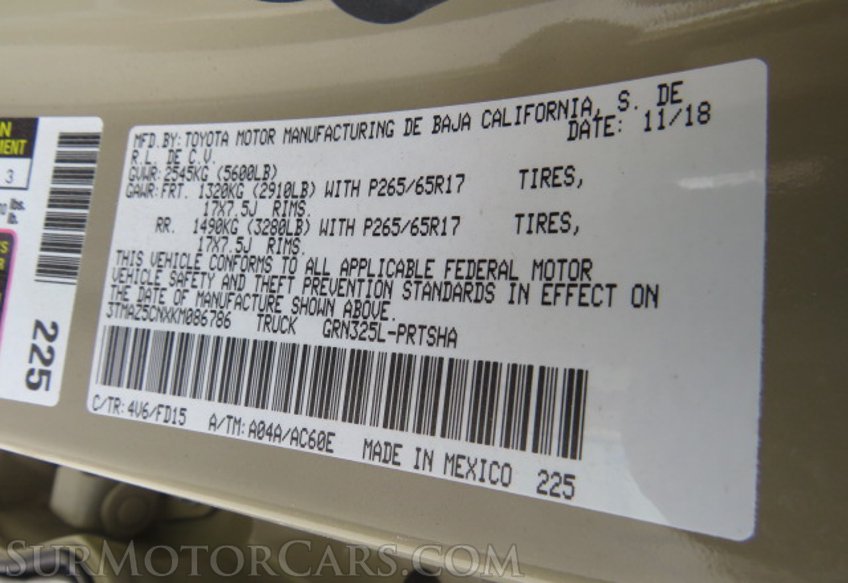 MFD. BY: TOYOTA MOTOR MANUFACTURING DE BAJA CALIFORNIA, S. DE
R.L. DE C.V. DATE: 11/18
GVWR: 2545KG (5600LB)
GAWR: FRT. 1320KG (2910LB) WITH P265/65R17 TIRES,
17X7.5J RIMS.
RR. 1490KG (3280LB) WITH P265/65R17 TIRES,
17X7.5J RIMS.
THIS VEHICLE CONFORMS TO ALL APPLICABLE FEDERAL MOTOR
VEHICLE SAFETY AND THEFT PREVENTION STANDARDS IN EFFECT ON
THE DATE OF MANUFACTURE SHOWN ABOVE.
3TMAZ5CNXKM086786 TRUCK GRN325L-PRTSHA
C/TR: 4V6/FD15 A/TM: A04A/AC60E MADE IN MEXICO 225
3
lbs.
lb.
225
SurMotorCars.com